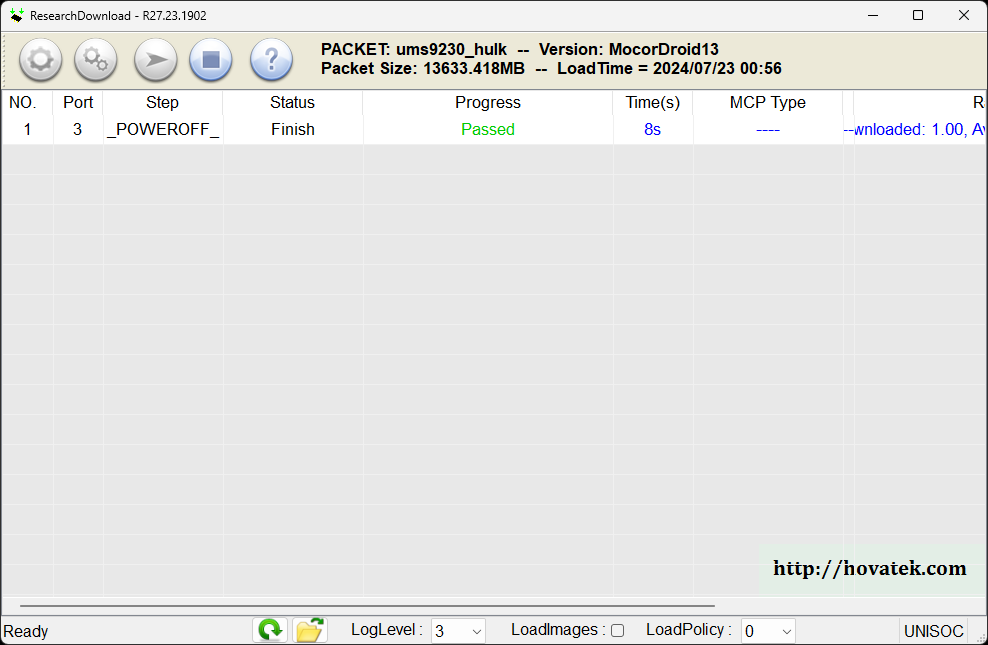 ResearchDownload - R27.23.1902
PACKET: ums9230_hulk -- Version: MocorDroid13
Packet Size: 13633.418MB -- LoadTime = 2024/07/23 00:56
NO. Port Step Status Progress Time(s) MCP Type R
1 3 _POWEROFF_ Finish Passed 8s ---- --wnloaded: 1.00, Av
http://hovatek.com
Ready LogLevel : 3 LoadImages : LoadPolicy : 0 UNISOC